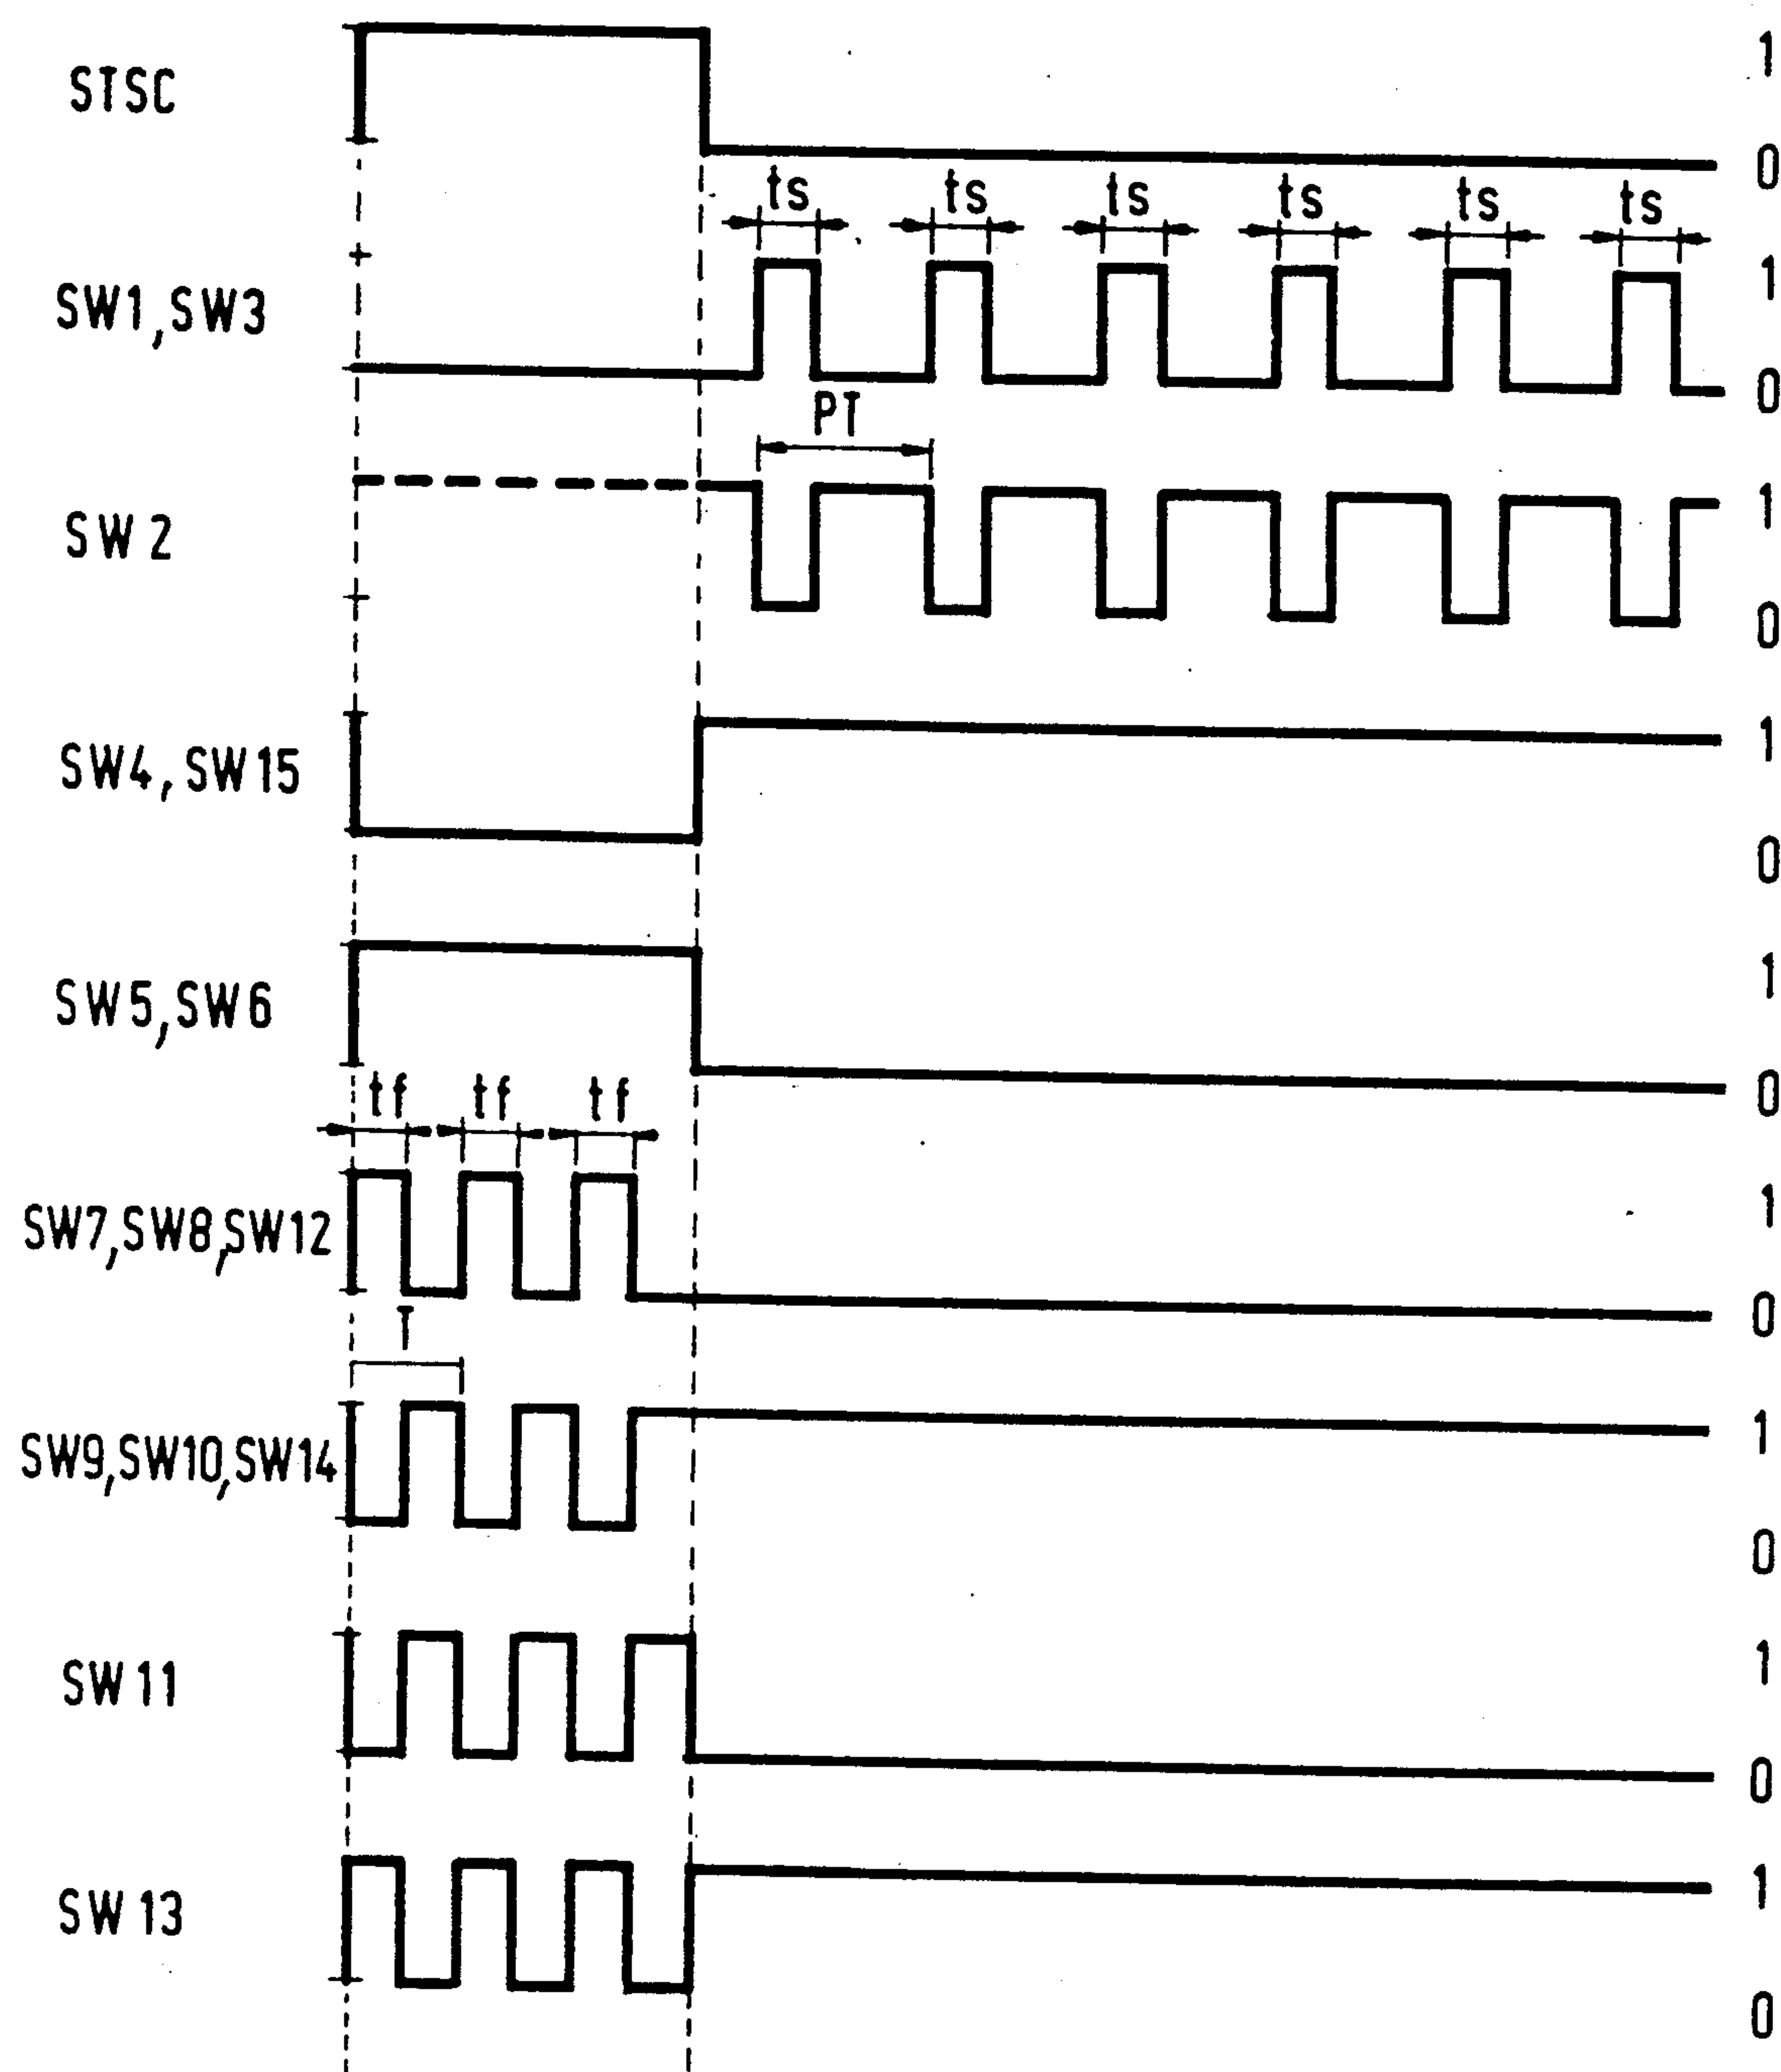 STSC
1
0
ts ts ts ts ts ts
SW1,SW3
1
0
PT
SW2
1
0
SW4,SW15
1
0
SW5,SW6
1
0
tf tf tf
SW7,SW8,SW12
1
0
T
SW9,SW10,SW14
1
0
SW11
1
0
SW13
1
0